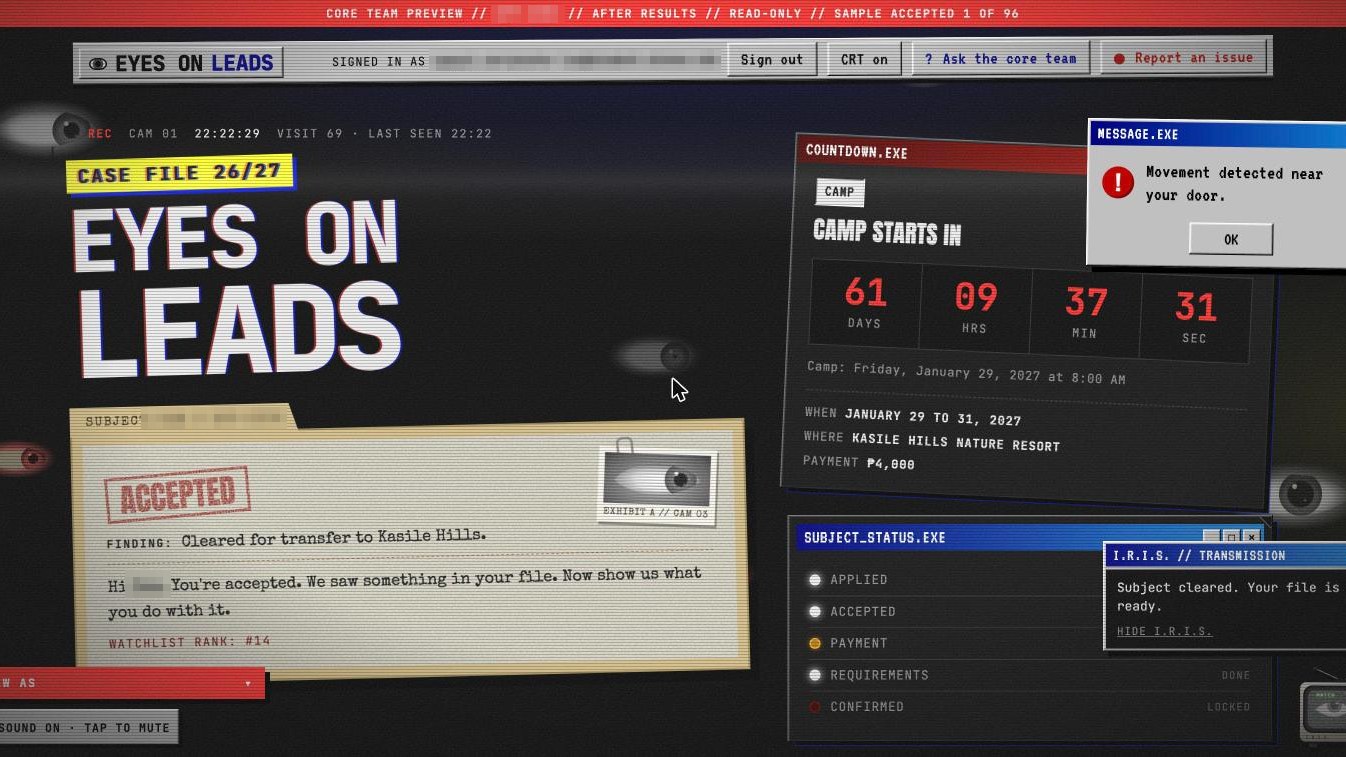 CORE TEAM PREVIEW // // AFTER RESULTS // READ-ONLY // SAMPLE ACCEPTED 1 OF 96
EYES ON LEADS
SIGNED IN AS
Sign out
CRT on
? Ask the core team
Report an issue
REC CAM 01 22:22:29 VISIT 69 · LAST SEEN 22:22
CASE FILE 26/27
EYES ON
LEADS
SUBJECT
ACCEPTED
EXHIBIT A // CAM 03
FINDING: Cleared for transfer to Kasile Hills.
Hi You're accepted. We saw something in your file. Now show us what
you do with it.
WATCHLIST RANK: #14
W AS
SOUND ON · TAP TO MUTE
COUNTDOWN.EXE
CAMP
CAMP STARTS IN
61 09 37 31
DAYS HRS MIN SEC
Camp: Friday, January 29, 2027 at 8:00 AM
WHEN JANUARY 29 TO 31, 2027
WHERE KASILE HILLS NATURE RESORT
PAYMENT ₱4,000
MESSAGE.EXE
Movement detected near
your door.
OK
SUBJECT_STATUS.EXE
APPLIED
ACCEPTED
PAYMENT
REQUIREMENTS DONE
CONFIRMED LOCKED
I.R.I.S. // TRANSMISSION
Subject cleared. Your file is
ready.
HIDE I.R.I.S.